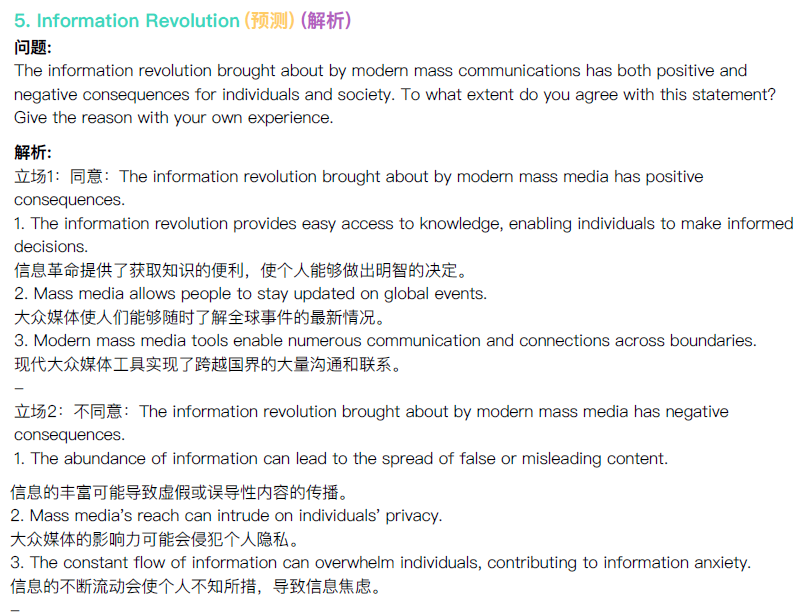 5. Information Revolution (预测) (解析)
问题:
The information revolution brought about by modern mass communications has both positive and
negative consequences for individuals and society. To what extent do you agree with this statement?
Give the reason with your own experience.
解析:
立场1：同意：The information revolution brought about by modern mass media has positive
consequences.
1. The information revolution provides easy access to knowledge, enabling individuals to make informed
decisions.
信息革命提供了获取知识的便利，使个人能够做出明智的决定。
2. Mass media allows people to stay updated on global events.
大众媒体使人们能够随时了解全球事件的最新情况。
3. Modern mass media tools enable numerous communication and connections across boundaries.
现代大众媒体工具实现了跨越国界的大量沟通和联系。
–
立场2：不同意：The information revolution brought about by modern mass media has negative
consequences.
1. The abundance of information can lead to the spread of false or misleading content.
信息的丰富可能导致虚假或误导性内容的传播。
2. Mass media's reach can intrude on individuals' privacy.
大众媒体的影响力可能会侵犯个人隐私。
3. The constant flow of information can overwhelm individuals, contributing to information anxiety.
信息的不断流动会使个人不知所措，导致信息焦虑。
–